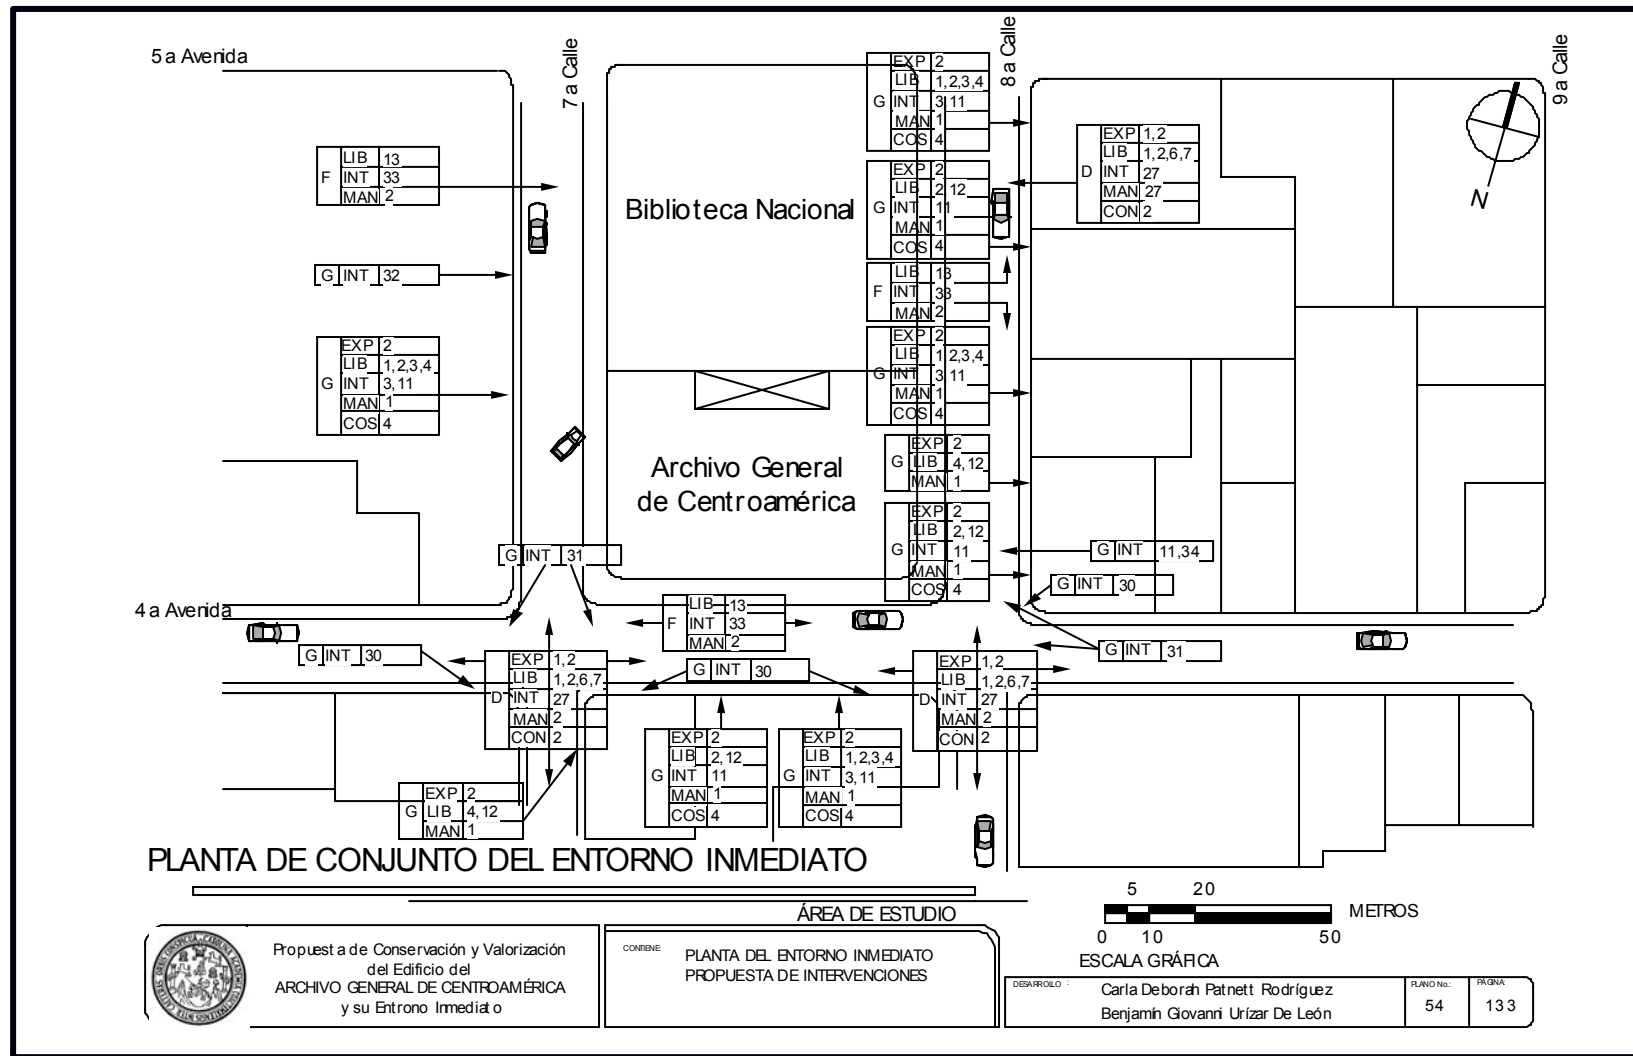 5 a Avenida
7 a Calle
8 a Calle
9 a Calle
N
EXP 2
LIB 1,2,3,4
G INT 3 11
MAN 1
COS 4
EXP 1,2
LIB 1,2,6,7
D INT 27
MAN 27
CON 2
LIB 13
F INT 33
MAN 2
EXP 2
LIB 2 12
G INT 11
MAN 1
COS 4
Biblioteca Nacional
G INT 32
LIB 13
F INT 33
MAN 2
EXP 2
LIB 1,2,3,4
G INT 3,11
MAN 1
COS 4
EXP 2
LIB 1 2,3,4
G INT 3 11
MAN 1
COS 4
Archivo General
de Centroamérica
EXP 2
G LIB 4,12
MAN 1
EXP 2
LIB 2,12
G INT 11
MAN 1
COS 4
G INT 31
G INT 11,34
G INT 30
4 a Avenida
LIB 13
F INT 33
MAN 2
G INT 30
G INT 30
G INT 31
EXP 1,2
LIB 1,2,6,7
D INT 27
MAN 2
CON 2
EXP 1,2
LIB 1,2,6,7
D INT 27
MAN 2
CON 2
EXP 2
LIB 2,12
G INT 11
MAN 1
COS 4
EXP 2
LIB 1,2,3,4
G INT 3,11
MAN 1
COS 4
EXP 2
G LIB 4,12
MAN 1
PLANTA DE CONJUNTO DEL ENTORNO INMEDIATO
ÁREA DE ESTUDIO
5 20
METROS
0 10 50
ESCALA GRÁFICA
Propuesta de Conservación y Valorización
del Edificio del
ARCHIVO GENERAL DE CENTROAMÉRICA
y su Entrono Inmediato
CONTIENE:
PLANTA DEL ENTORNO INMEDIATO
PROPUESTA DE INTERVENCIONES
DESARROLLO :
Carla Deborah Patnett Rodríguez
Benjamín Giovanni Urízar De León
PLANO No.:
54
PÁGINA:
133